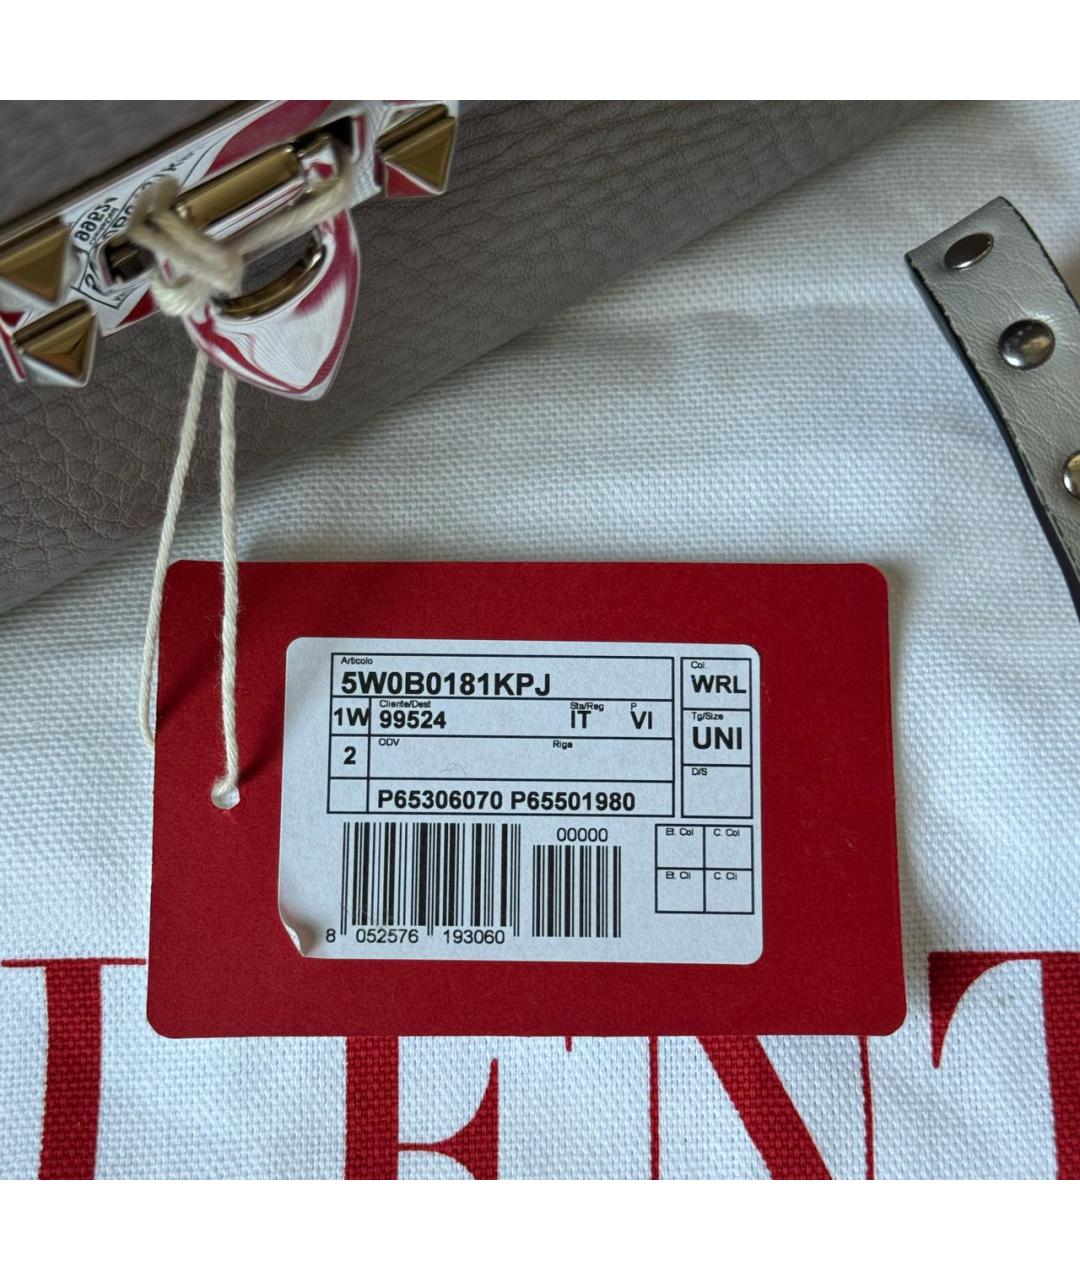 Articolo
5W0B0181KPJ
Col
WRL
1W
Cliente/Dest
99524
Sta/Reg
IT
P
VI
Tg/Size
UNI
2
ODV
Riga
D/S
P65306070 P65501980
00000
Et. Col
C. Col
Et. Cli
C. Cli
8 052576 193060
LENT